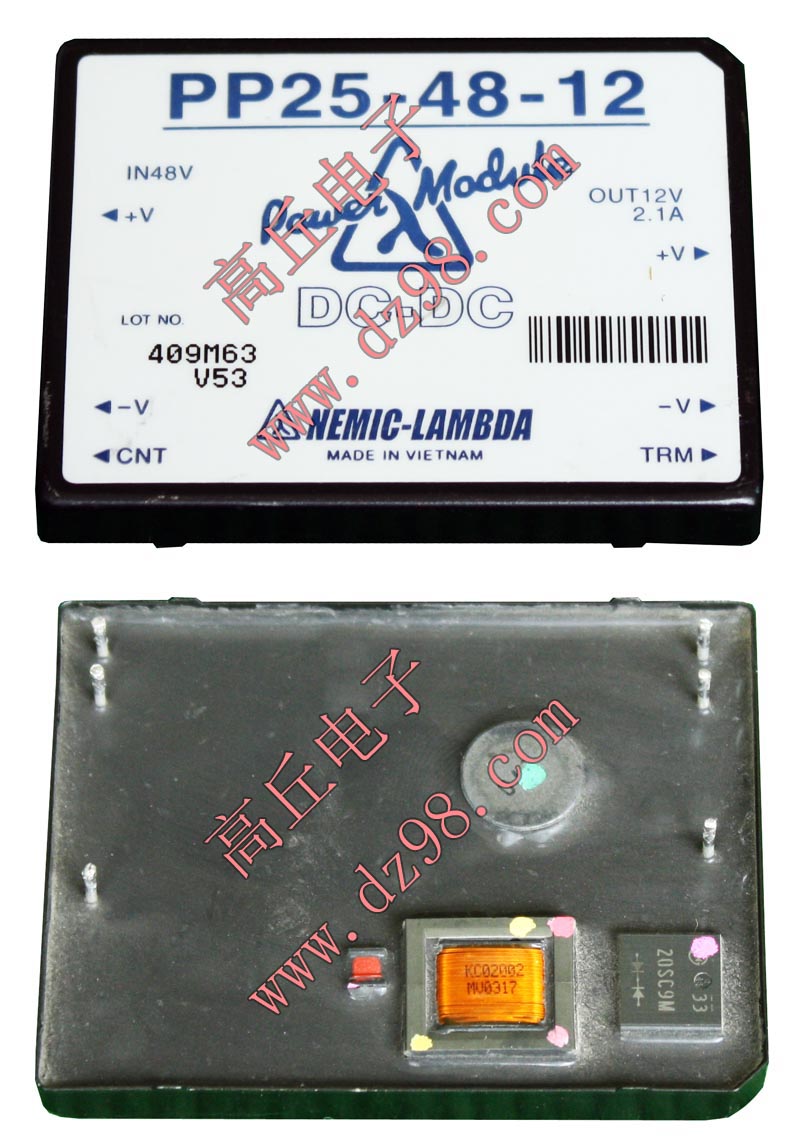 PP25-48-12
IN48V
+V
Power Module
OUT12V
2.1A
+V
DC-DC
LOT NO.
409M63
V53
-V
-V
NEMIC-LAMBDA
CNT
MADE IN VIETNAM
TRM
高丘电子
www.dz98.com
高丘电子
www.dz98.com
KC02002
MV0317
20SC9M
33